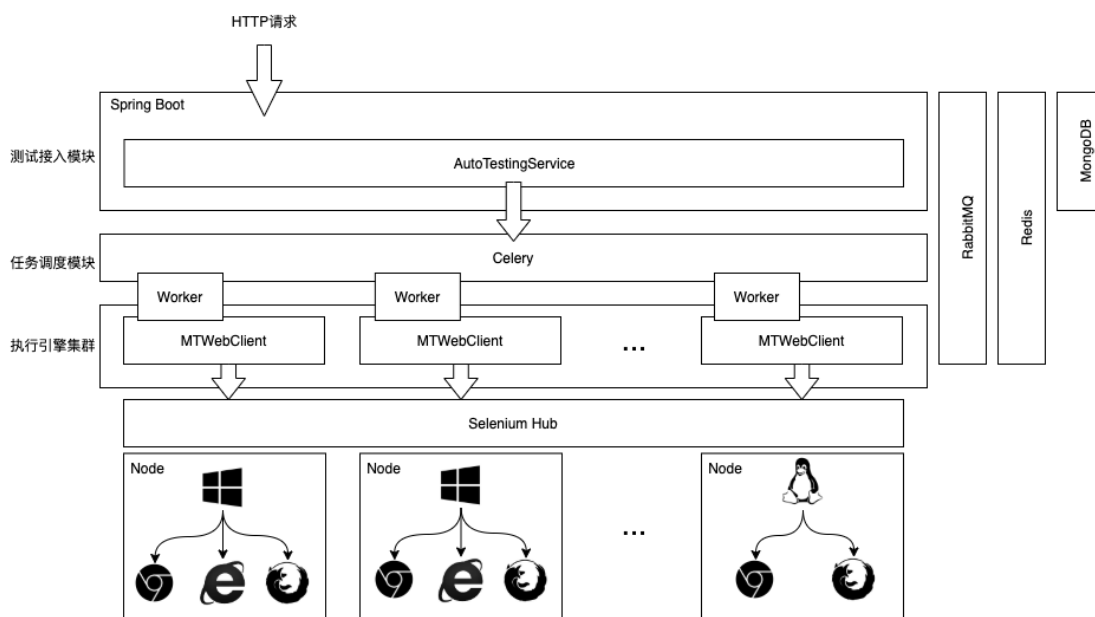 HTTP请求
Spring Boot
测试接入模块
AutoTestingService
任务调度模块
Celery
Worker
Worker
Worker
执行引擎集群
MTWebClient
MTWebClient
...
MTWebClient
Selenium Hub
Node
Node
...
Node
RabbitMQ
Redis
MongoDB